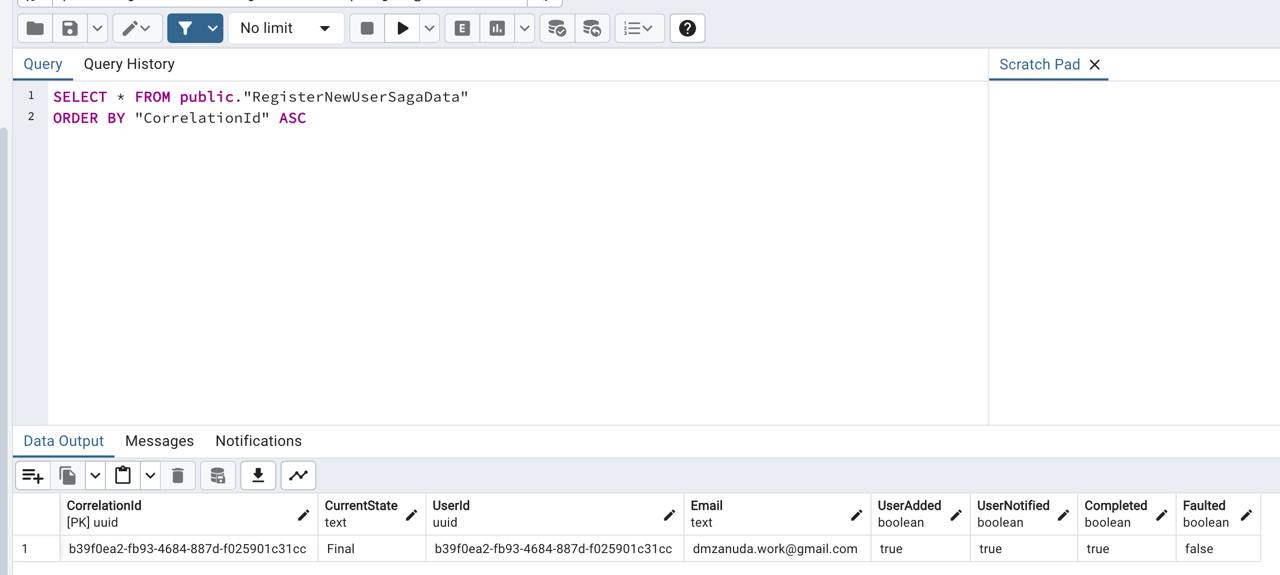 No limit
E
Query
Query History
Scratch Pad
1
SELECT * FROM public."RegisterNewUserSagaData"
2
ORDER BY "CorrelationId" ASC
Data Output
Messages
Notifications
CorrelationId
[PK] uuid
CurrentState
text
UserId
uuid
Email
text
UserAdded
boolean
UserNotified
boolean
Completed
boolean
Faulted
boolean
1
b39f0ea2-fb93-4684-887d-f025901c31cc
Final
b39f0ea2-fb93-4684-887d-f025901c31cc
dmzanuda.work@gmail.com
true
true
true
false